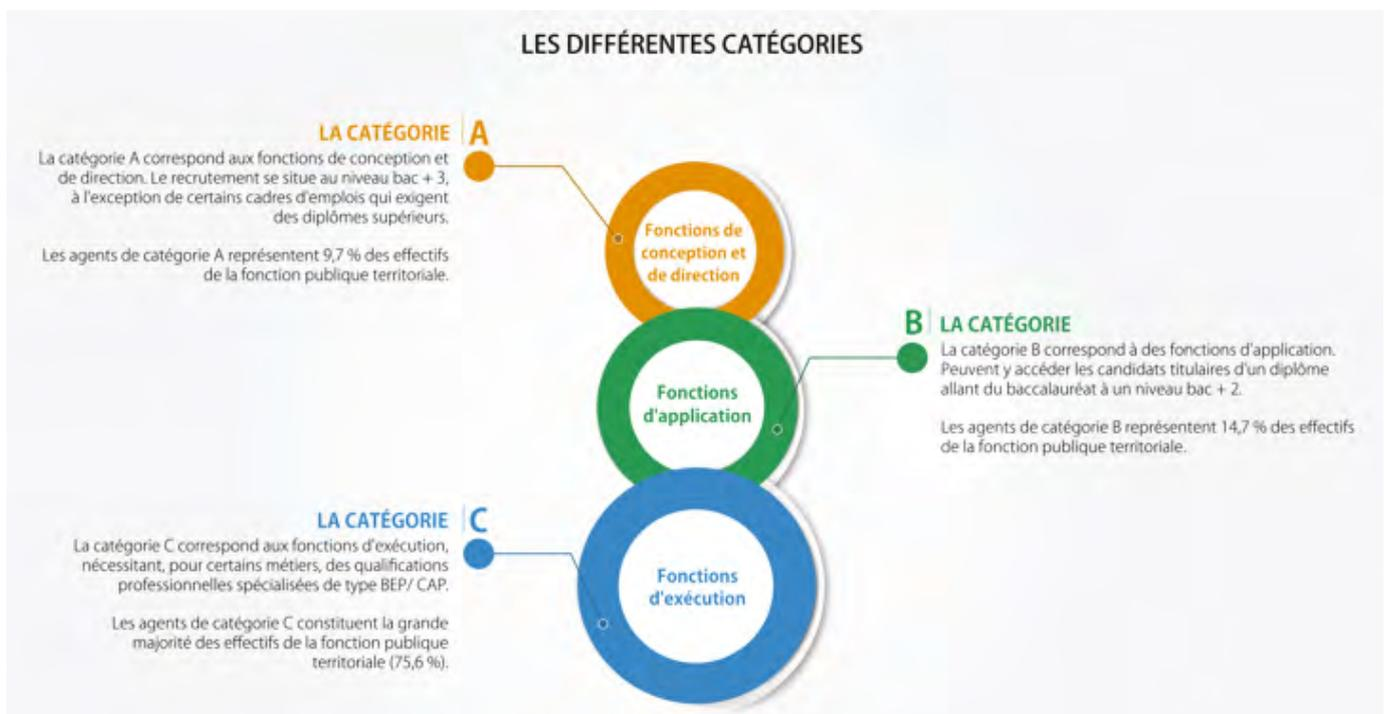 LES DIFFÉRENTES CATÉGORIES
LA CATÉGORIE A
La catégorie A correspond aux fonctions de conception et
de direction. Le recrutement se situe au niveau bac + 3,
à l'exception de certains cadres d'emplois qui exigent
des diplômes supérieurs.
Les agents de catégorie A représentent 9,7 % des effectifs
de la fonction publique territoriale.
Fonctions de
conception et
de direction
B LA CATÉGORIE
La catégorie B correspond à des fonctions d'application.
Peuvent y accéder les candidats titulaires d'un diplôme
allant du baccalauréat à un niveau bac + 2.
Les agents de catégorie B représentent 14,7 % des effectifs
de la fonction publique territoriale.
Fonctions
d'application
LA CATÉGORIE C
La catégorie C correspond aux fonctions d'exécution,
nécessitant, pour certains métiers, des qualifications
professionnelles spécialisées de type BEP/ CAP.
Les agents de catégorie C constituent la grande
majorité des effectifs de la fonction publique
territoriale (75,6 %).
Fonctions
d'exécution